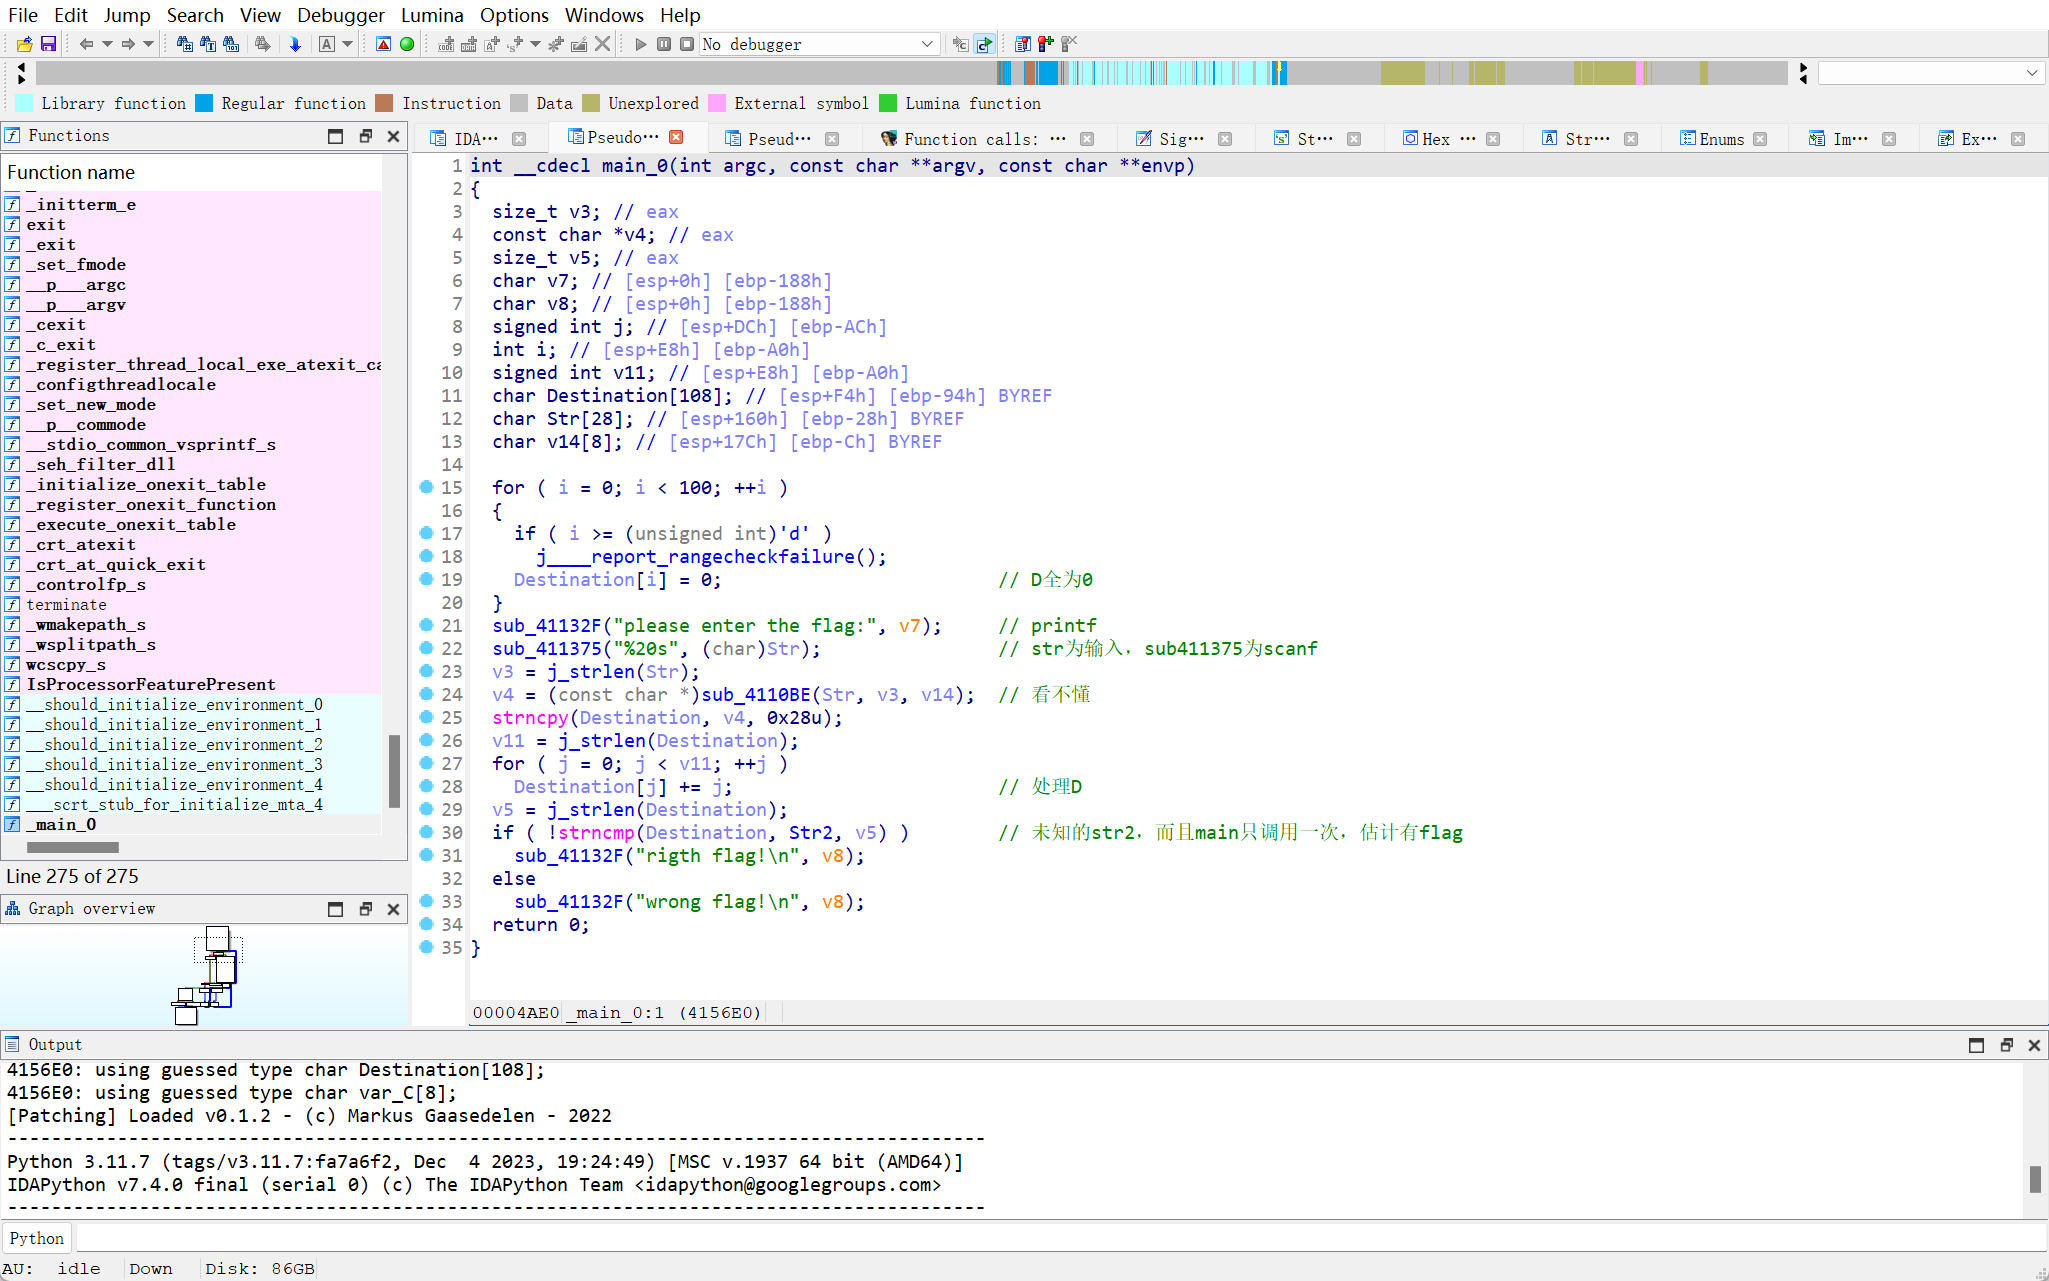 File Edit Jump Search View Debugger Lumina Options Windows Help
No debugger
Library function Regular function Instruction Data Unexplored External symbol Lumina function
Functions
IDA··· Pseudo··· Pseud··· Function calls: ··· Sig··· St··· Hex ··· Str··· Enums Im··· Ex···
Function name
_initterm_e
exit
_exit
_set_fmode
__p___argc
__p___argv
_cexit
_c_exit
_register_thread_local_exe_atexit_ca
_configthreadlocale
_set_new_mode
__p__commode
__stdio_common_vsprintf_s
_seh_filter_dll
_initialize_onexit_table
_register_onexit_function
_execute_onexit_table
_crt_atexit
_crt_at_quick_exit
_controlfp_s
terminate
_wmakepath_s
_wsplitpath_s
wcscpy_s
IsProcessorFeaturePresent
__should_initialize_environment_0
__should_initialize_environment_1
__should_initialize_environment_2
__should_initialize_environment_3
__should_initialize_environment_4
___scrt_stub_for_initialize_mta_4
_main_0
Line 275 of 275
Graph overview
1 int __cdecl main_0(int argc, const char **argv, const char **envp)
2 {
3 size_t v3; // eax
4 const char *v4; // eax
5 size_t v5; // eax
6 char v7; // [esp+0h] [ebp-188h]
7 char v8; // [esp+0h] [ebp-188h]
8 signed int j; // [esp+DCh] [ebp-ACh]
9 int i; // [esp+E8h] [ebp-A0h]
10 signed int v11; // [esp+E8h] [ebp-A0h]
11 char Destination[108]; // [esp+F4h] [ebp-94h] BYREF
12 char Str[28]; // [esp+160h] [ebp-28h] BYREF
13 char v14[8]; // [esp+17Ch] [ebp-Ch] BYREF
14
15 for ( i = 0; i < 100; ++i )
16 {
17 if ( i >= (unsigned int)'d' )
18 j____report_rangecheckfailure();
19 Destination[i] = 0; // D全为0
20 }
21 sub_41132F("please enter the flag:", v7); // printf
22 sub_411375("%20s", (char)Str); // str为输入，sub411375为scanf
23 v3 = j_strlen(Str);
24 v4 = (const char *)sub_4110BE(Str, v3, v14); // 看不懂
25 strncpy(Destination, v4, 0x28u);
26 v11 = j_strlen(Destination);
27 for ( j = 0; j < v11; ++j )
28 Destination[j] += j; // 处理D
29 v5 = j_strlen(Destination);
30 if ( !strncmp(Destination, Str2, v5) ) // 未知的str2，而且main只调用一次，估计有flag
31 sub_41132F("rigth flag!\n", v8);
32 else
33 sub_41132F("wrong flag!\n", v8);
34 return 0;
35 }
00004AE0 _main_0:1 (4156E0)
Output
4156E0: using guessed type char Destination[108];
4156E0: using guessed type char var_C[8];
[Patching] Loaded v0.1.2 - (c) Markus Gaasedelen - 2022
-----------------------------------------------------------------------------------------
Python 3.11.7 (tags/v3.11.7:fa7a6f2, Dec  4 2023, 19:24:49) [MSC v.1937 64 bit (AMD64)]
IDAPython v7.4.0 final (serial 0) (c) The IDAPython Team <idapython@googlegroups.com>
-----------------------------------------------------------------------------------------
Python
AU: idle Down Disk: 86GB